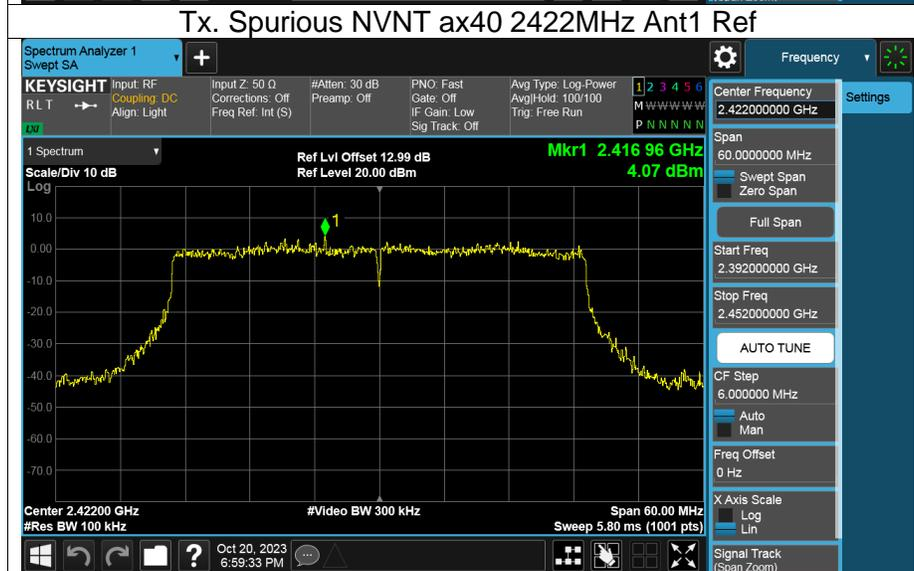 Tx. Spurious NVNT ax40 2422MHz Ant1 Ref
Spectrum Analyzer 1
Swept SA
Frequency
KEYSIGHT
R L T
LXI
Input: RF
Coupling: DC
Align: Light
Input Z: 50 Ω
Corrections: Off
Freq Ref: Int (S)
#Atten: 30 dB
Preamp: Off
PNO: Fast
Gate: Off
IF Gain: Low
Sig Track: Off
Avg Type: Log-Power
Avg|Hold: 100/100
Trig: Free Run
1 2 3 4 5 6
M W W W W W
P N N N N N
1 Spectrum
Scale/Div 10 dB
Ref Lvl Offset 12.99 dB
Ref Level 20.00 dBm
Mkr1 2.416 96 GHz
4.07 dBm
Log
10.0
0.00
-10.0
-20.0
-30.0
-40.0
-50.0
-60.0
-70.0
1
Center 2.42200 GHz
#Res BW 100 kHz
#Video BW 300 kHz
Span 60.00 MHz
Sweep 5.80 ms (1001 pts)
Center Frequency
2.422000000 GHz
Settings
Span
60.0000000 MHz
Swept Span
Zero Span
Full Span
Start Freq
2.392000000 GHz
Stop Freq
2.452000000 GHz
AUTO TUNE
CF Step
6.000000 MHz
Auto
Man
Freq Offset
0 Hz
X Axis Scale
Log
Lin
Signal Track
(Span Zoom)
?
Oct 20, 2023
6:59:33 PM